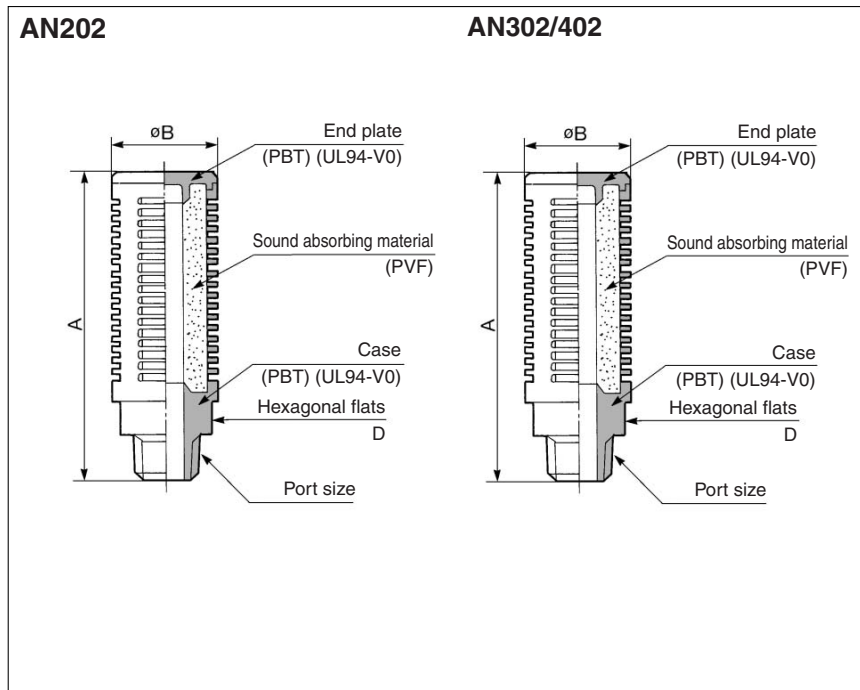 AN202
øB
End plate
(PBT) (UL94-V0)
Sound absorbing material
(PVF)
A
Case
(PBT) (UL94-V0)
Hexagonal flats
D
Port size
AN302/402
øB
End plate
(PBT) (UL94-V0)
Sound absorbing material
(PVF)
A
Case
(PBT) (UL94-V0)
Hexagonal flats
D
Port size